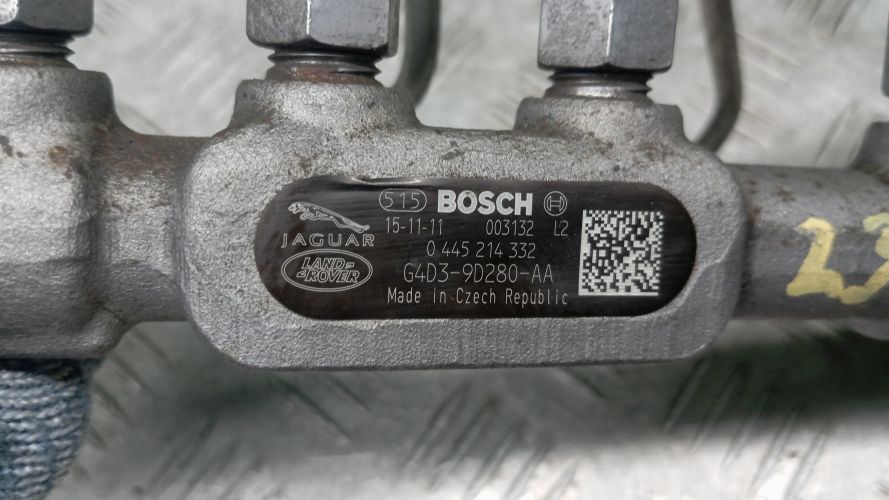 515 BOSCH
15-11-11 003132 L2
JAGUAR
0 445 214 332
LAND-
ROVER
G4D3-9D280-AA
Made in Czech Republic
23